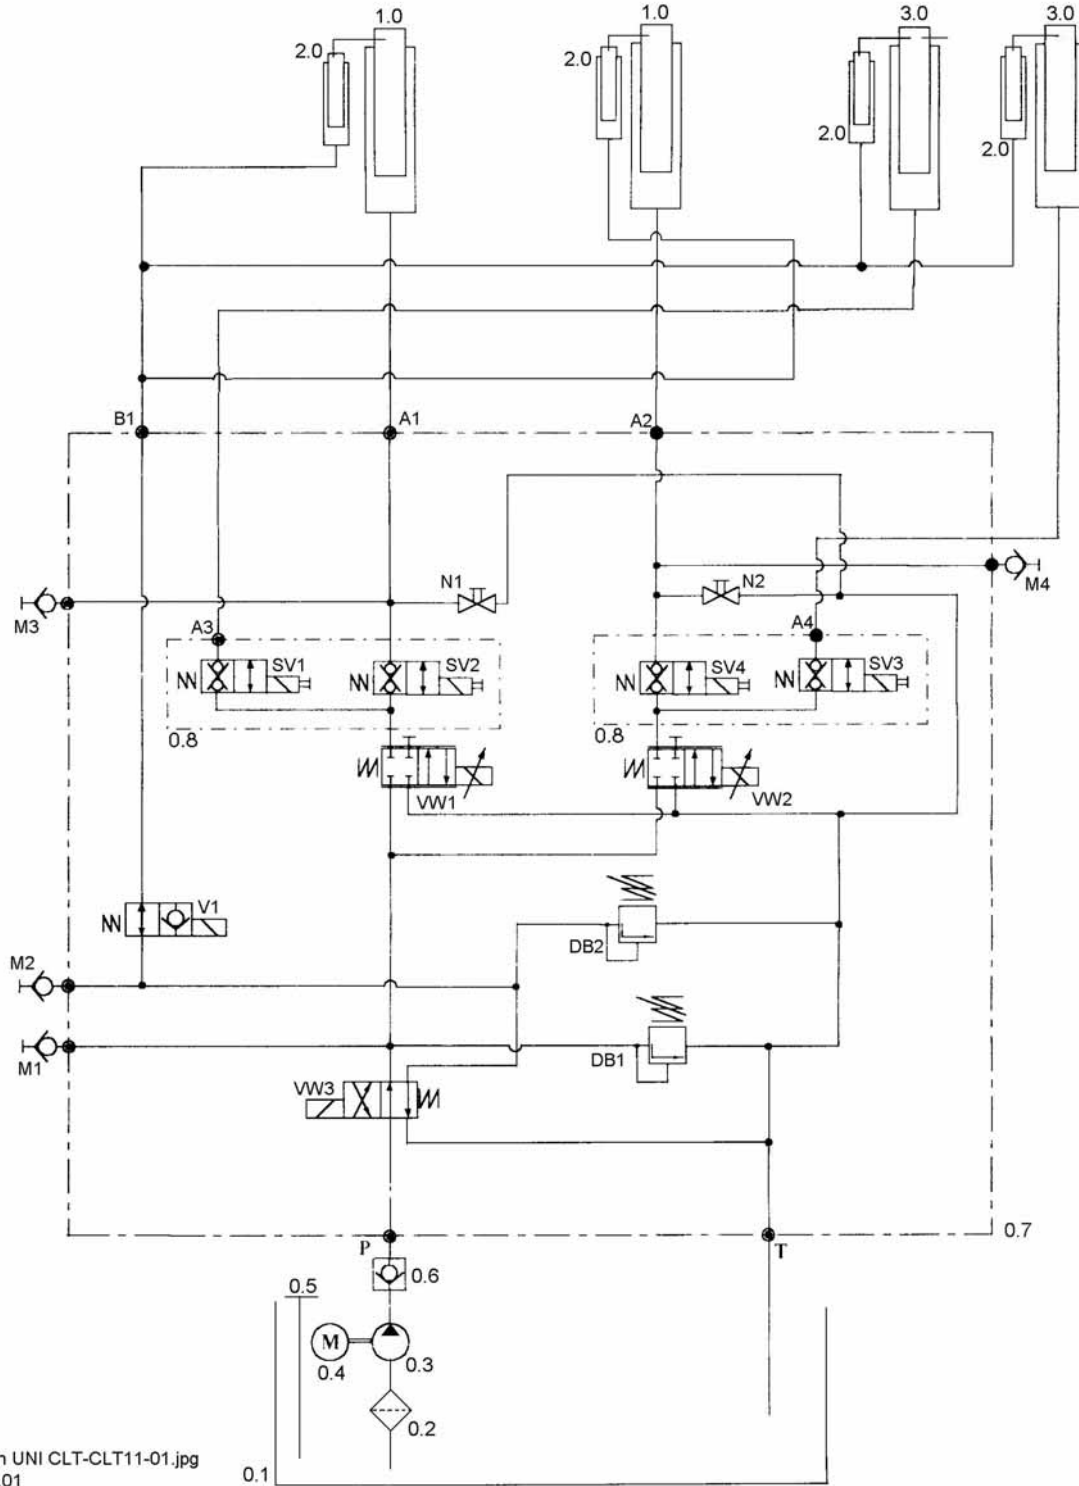 1.0
1.0
3.0
3.0
2.0
2.0
2.0
2.0
B1
A1
A2
N1
N2
M3
M4
A3
A4
SV1
SV2
SV4
SV3
0.8
0.8
VW1
VW2
V1
DB2
M2
M1
DB1
VW3
P
T
0.7
0.6
0.5
M
0.4
0.3
0.2
0.1
UNI CLT-CLT11-01.jpg
01